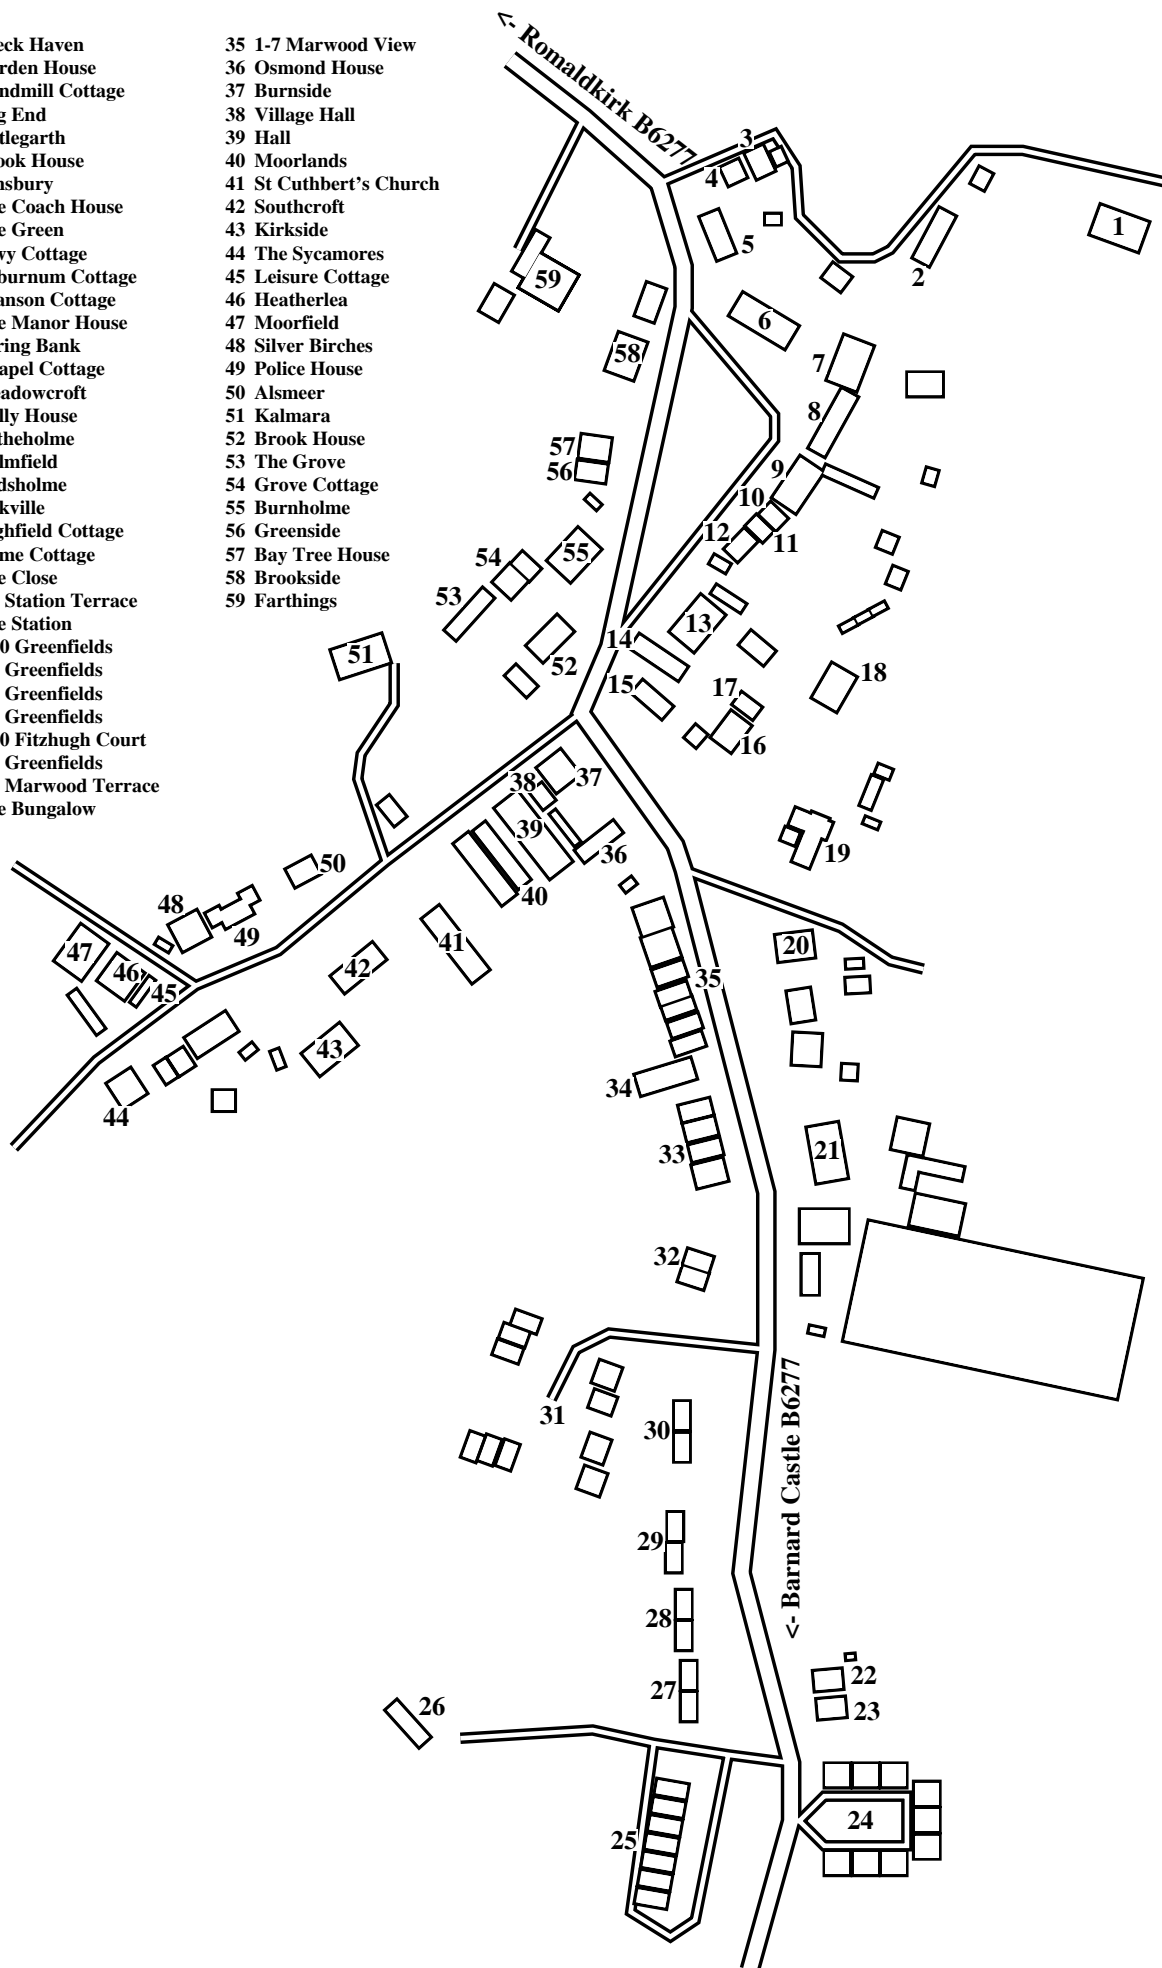 eck Haven
rden House
ndmill Cottage
g End
tlegarth
ook House
nsbury
e Coach House
e Green
vy Cottage
burnum Cottage
anson Cottage
e Manor House
ring Bank
apel Cottage
eadowcroft
lly House
theholme
lmfield
dsholme
kville
ghfield Cottage
me Cottage
e Close
Station Terrace
e Station
0 Greenfields
Greenfields
Greenfields
Greenfields
0 Fitzhugh Court
Greenfields
Marwood Terrace
e Bungalow
35 1-7 Marwood View
36 Osmond House
37 Burnside
38 Village Hall
39 Hall
40 Moorlands
41 St Cuthbert's Church
42 Southcroft
43 Kirkside
44 The Sycamores
45 Leisure Cottage
46 Heatherlea
47 Moorfield
48 Silver Birches
49 Police House
50 Alsmeer
51 Kalmara
52 Brook House
53 The Grove
54 Grove Cottage
55 Burnholme
56 Greenside
57 Bay Tree House
58 Brookside
59 Farthings
<- Romaldkirk B6277
3
4
1
5
2
59
6
58
7
8
57
56
9
10
12
11
55
54
53
13
14
52
51
15
17
18
16
38
37
39
36
19
50
40
48
49
41
47
46
45
42
20
35
43
34
44
33
21
32
31
30
<- Barnard Castle B6277
29
28
27
22
23
26
25
24